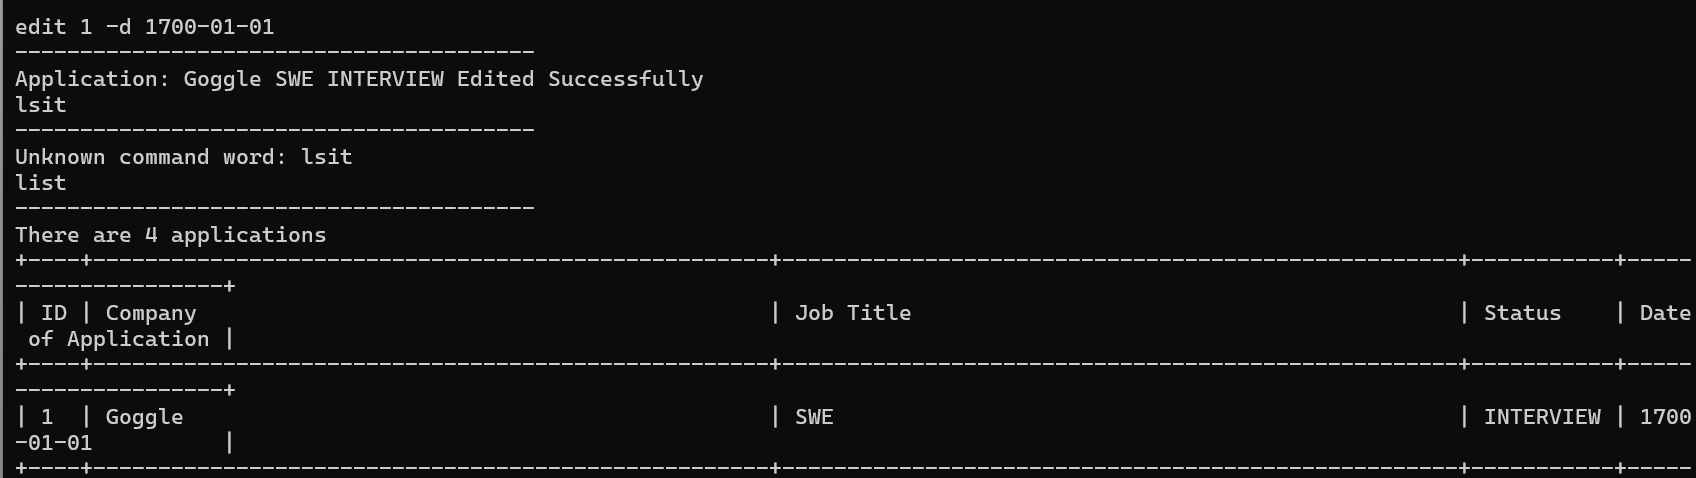 edit 1 -d 1700-01-01
----------------------------------------
Application: Goggle SWE INTERVIEW Edited Successfully
lsit
----------------------------------------
Unknown command word: lsit
list
----------------------------------------
There are 4 applications
+----+----------------------------------------------------+----------------------------------------------------+-----------+-----
----------------+
| ID | Company                                            | Job Title                                          | Status    | Date
 of Application |
+----+----------------------------------------------------+----------------------------------------------------+-----------+-----
----------------+
| 1  | Goggle                                             | SWE                                                | INTERVIEW | 1700
-01-01          |
+----+----------------------------------------------------+----------------------------------------------------+-----------+-----